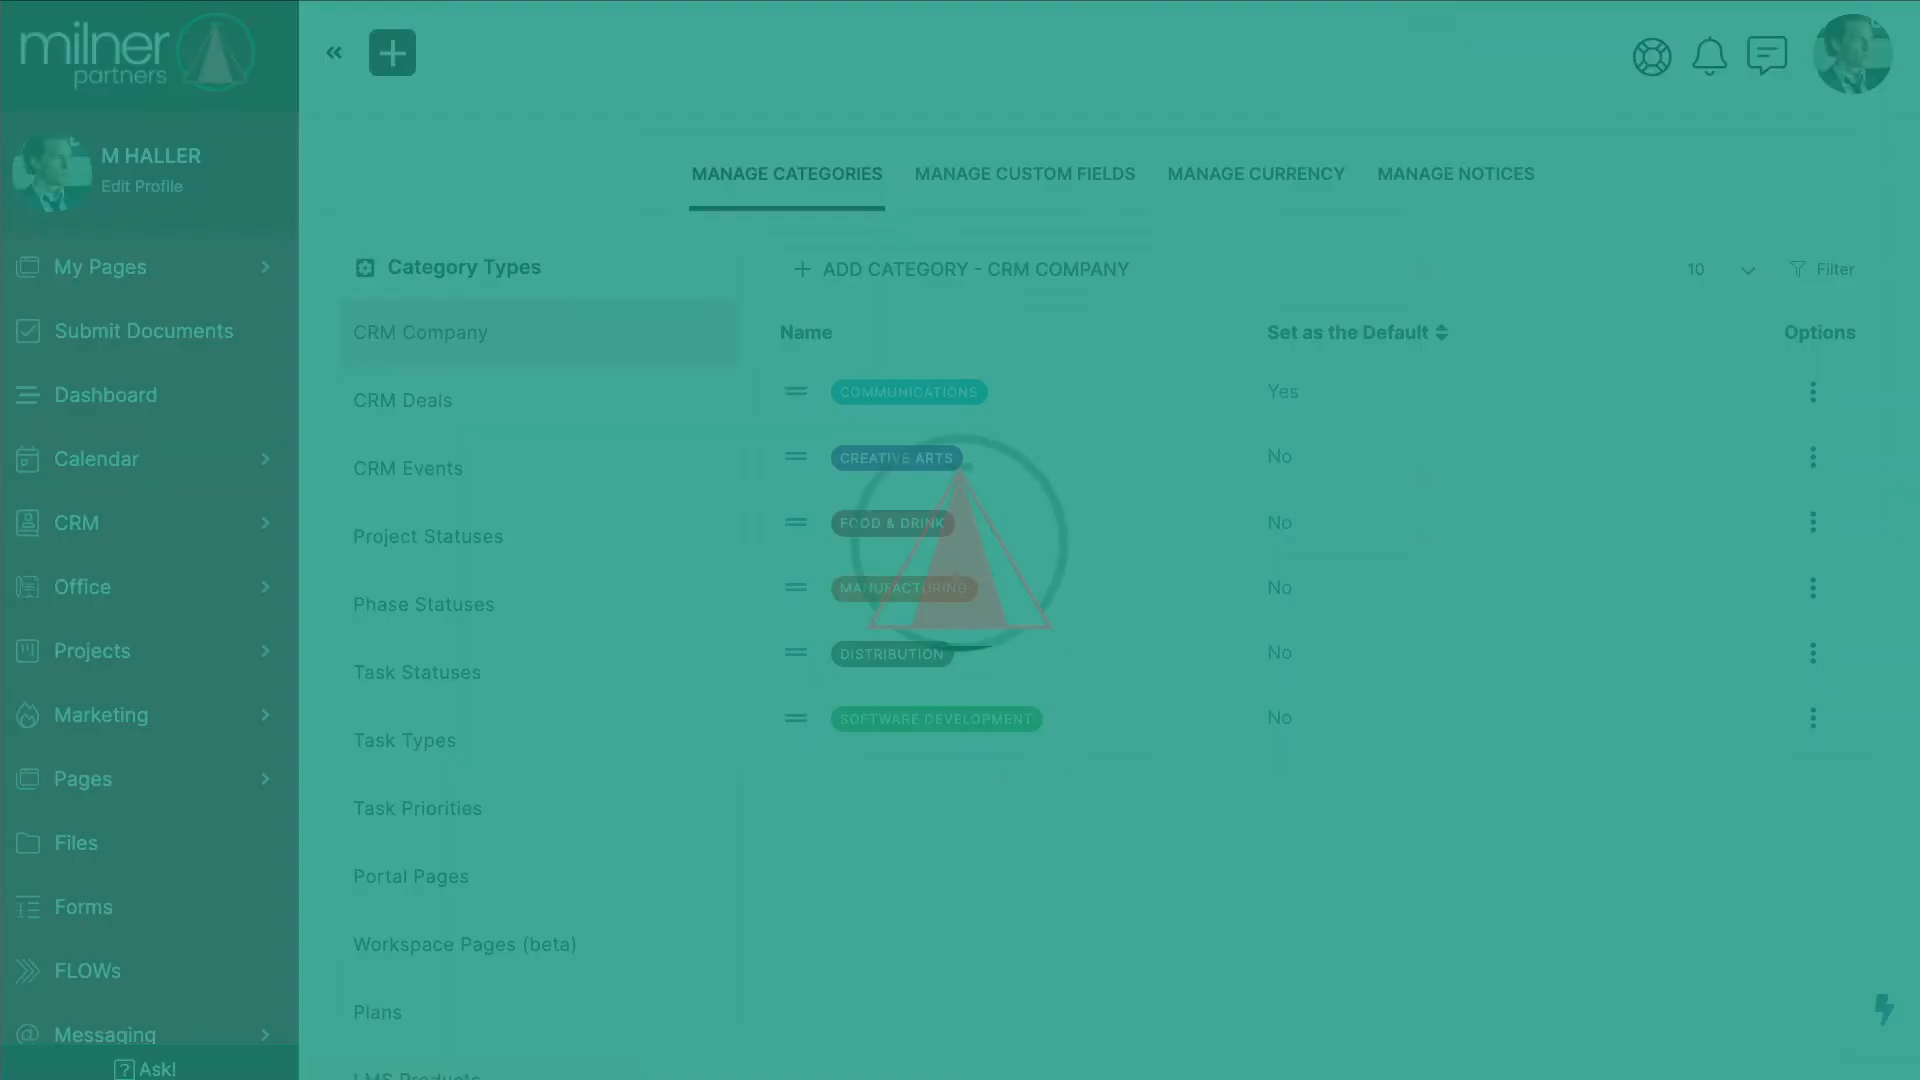 milner
partners
M HALLER
Edit Profile
My Pages
Submit Documents
Dashboard
Calendar
CRM
Office
Projects
Marketing
Pages
Files
Forms
FLOWs
Messaging
? Ask!
MANAGE CATEGORIES MANAGE CUSTOM FIELDS MANAGE CURRENCY MANAGE NOTICES
Category Types
CRM Company
CRM Deals
CRM Events
Project Statuses
Phase Statuses
Task Statuses
Task Types
Task Priorities
Portal Pages
Workspace Pages (beta)
Plans
LMS Products
ADD CATEGORY - CRM COMPANY 10 Filter
Name Set as the Default Options
COMMUNICATIONS Yes
CREATIVE ARTS No
FOOD & DRINK No
MANUFACTURING No
DISTRIBUTION No
SOFTWARE DEVELOPMENT No